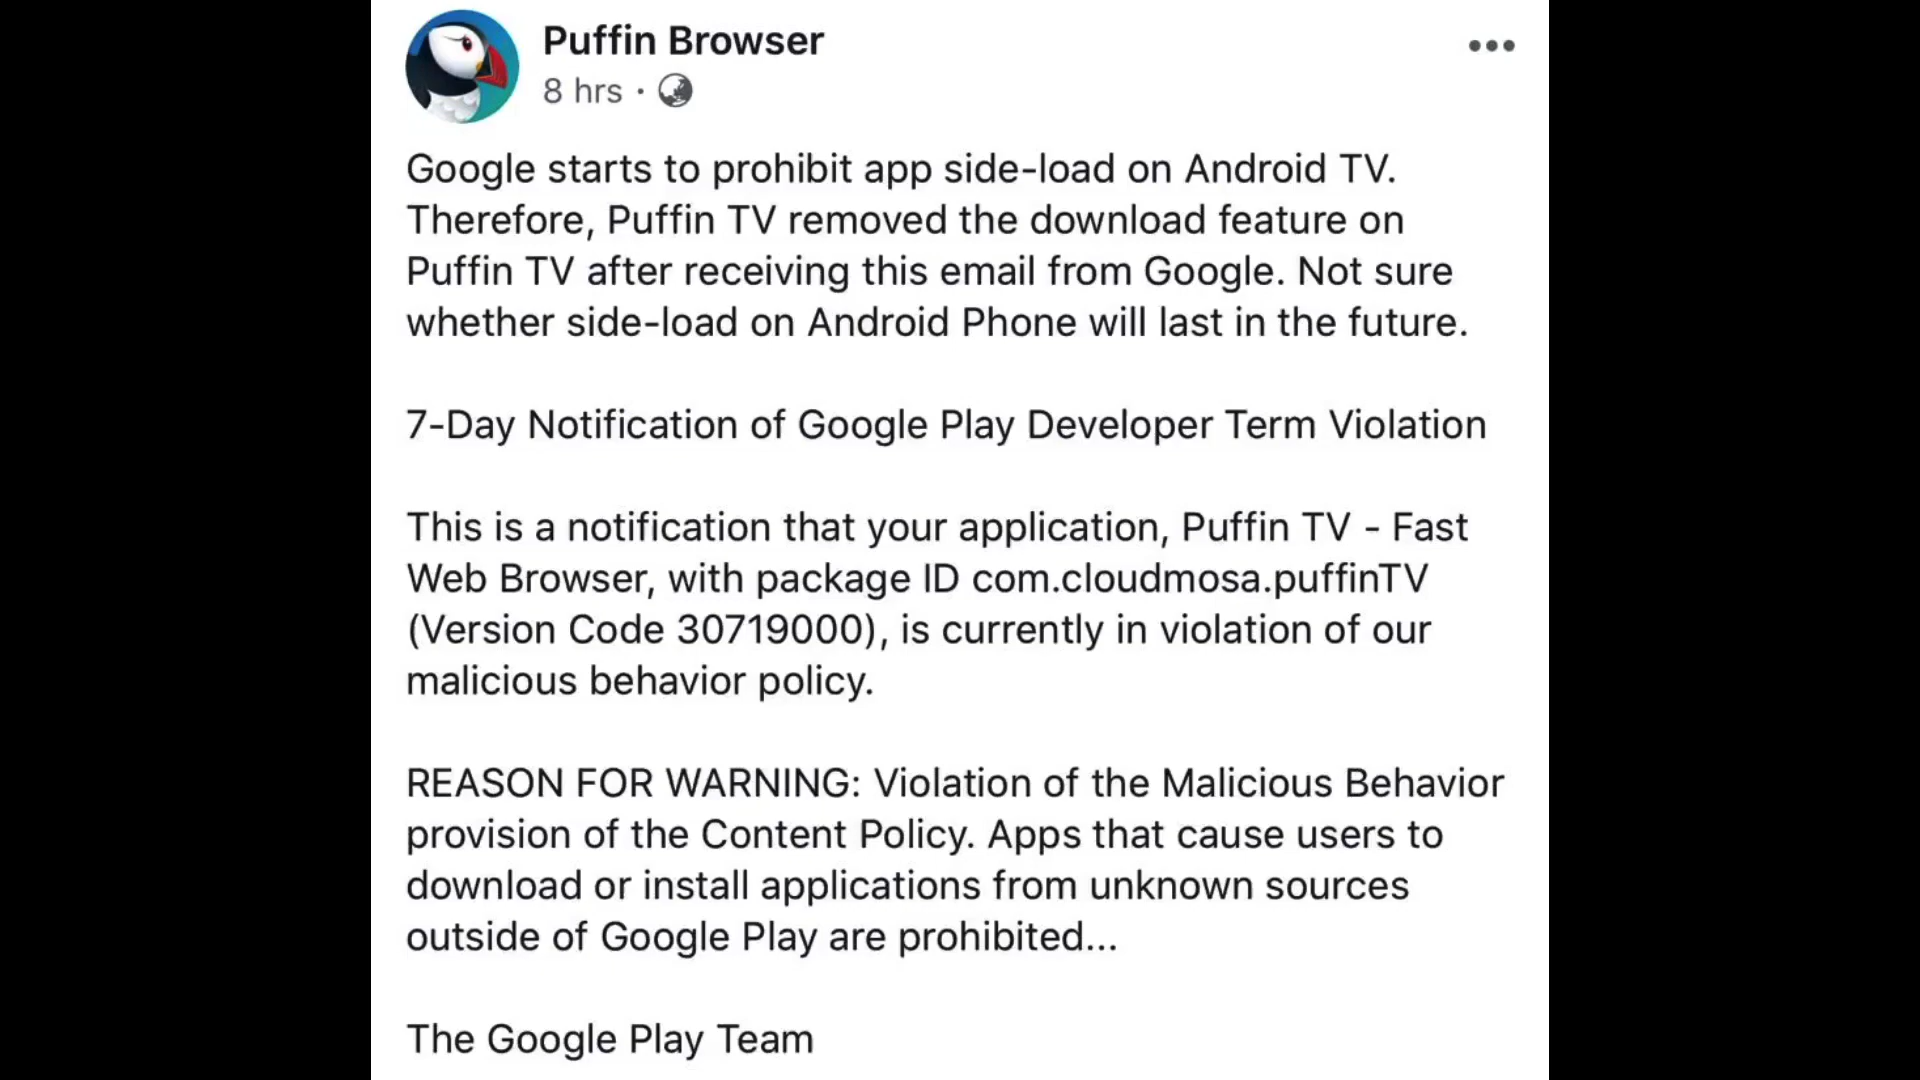 Puffin Browser
8 hrs ·
Google starts to prohibit app side-load on Android TV.
Therefore, Puffin TV removed the download feature on
Puffin TV after receiving this email from Google. Not sure
whether side-load on Android Phone will last in the future.
7-Day Notification of Google Play Developer Term Violation
This is a notification that your application, Puffin TV - Fast
Web Browser, with package ID com.cloudmosa.puffinTV
(Version Code 30719000), is currently in violation of our
malicious behavior policy.
REASON FOR WARNING: Violation of the Malicious Behavior
provision of the Content Policy. Apps that cause users to
download or install applications from unknown sources
outside of Google Play are prohibited...
The Google Play Team